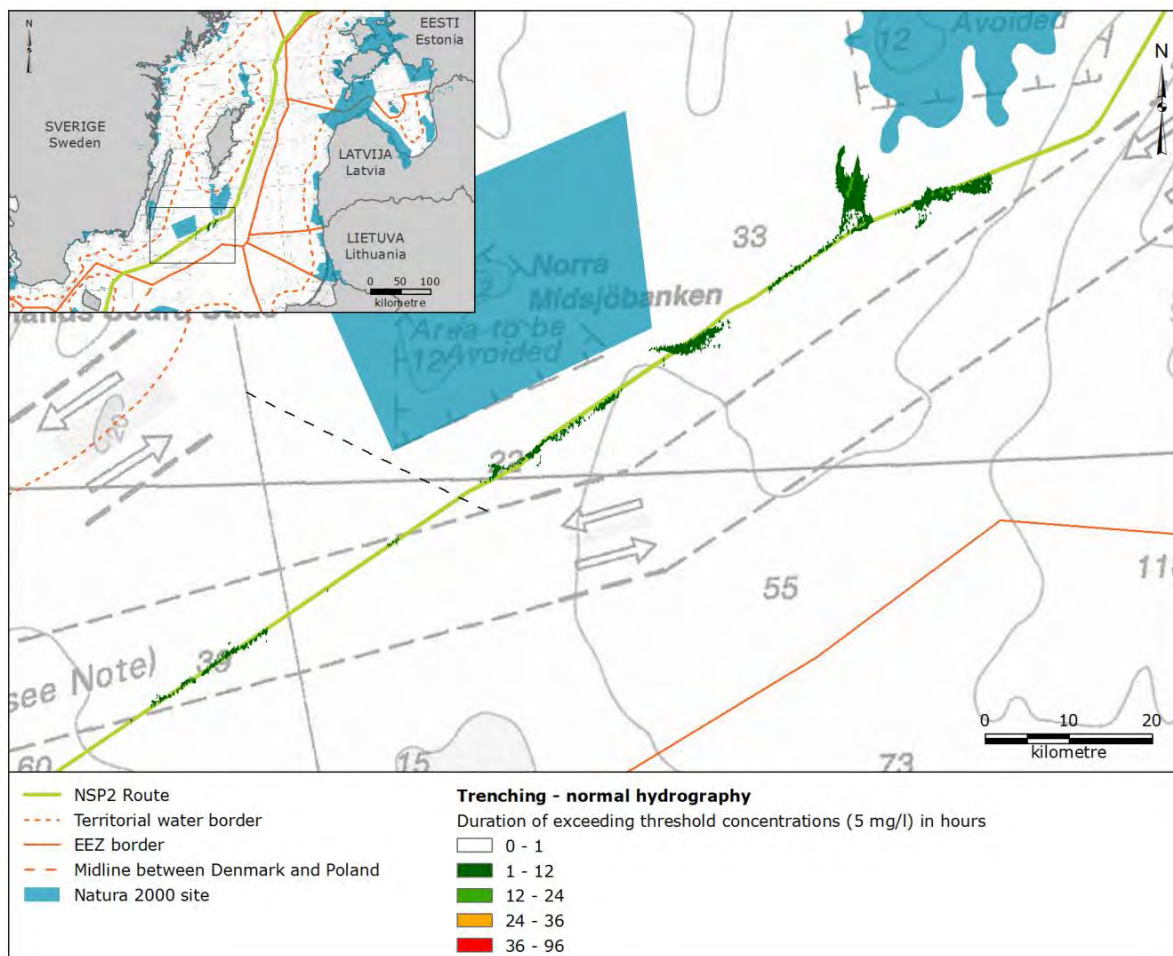 N
EESTI
Estonia
SVERIGE
Sweden
LATVIJA
Latvia
LIETUVA
Lithuania
0 50 100
kilometre
12
Avoided
N
33
Norra
Midsjöbanken
Area to be
12 Avoided
22
55
39
see Note)
60
15
73
11
0 10 20
kilometre
NSP2 Route
Territorial water border
EEZ border
Midline between Denmark and Poland
Natura 2000 site
Trenching - normal hydrography
Duration of exceeding threshold concentrations (5 mg/l) in hours
0 - 1
1 - 12
12 - 24
24 - 36
36 - 96